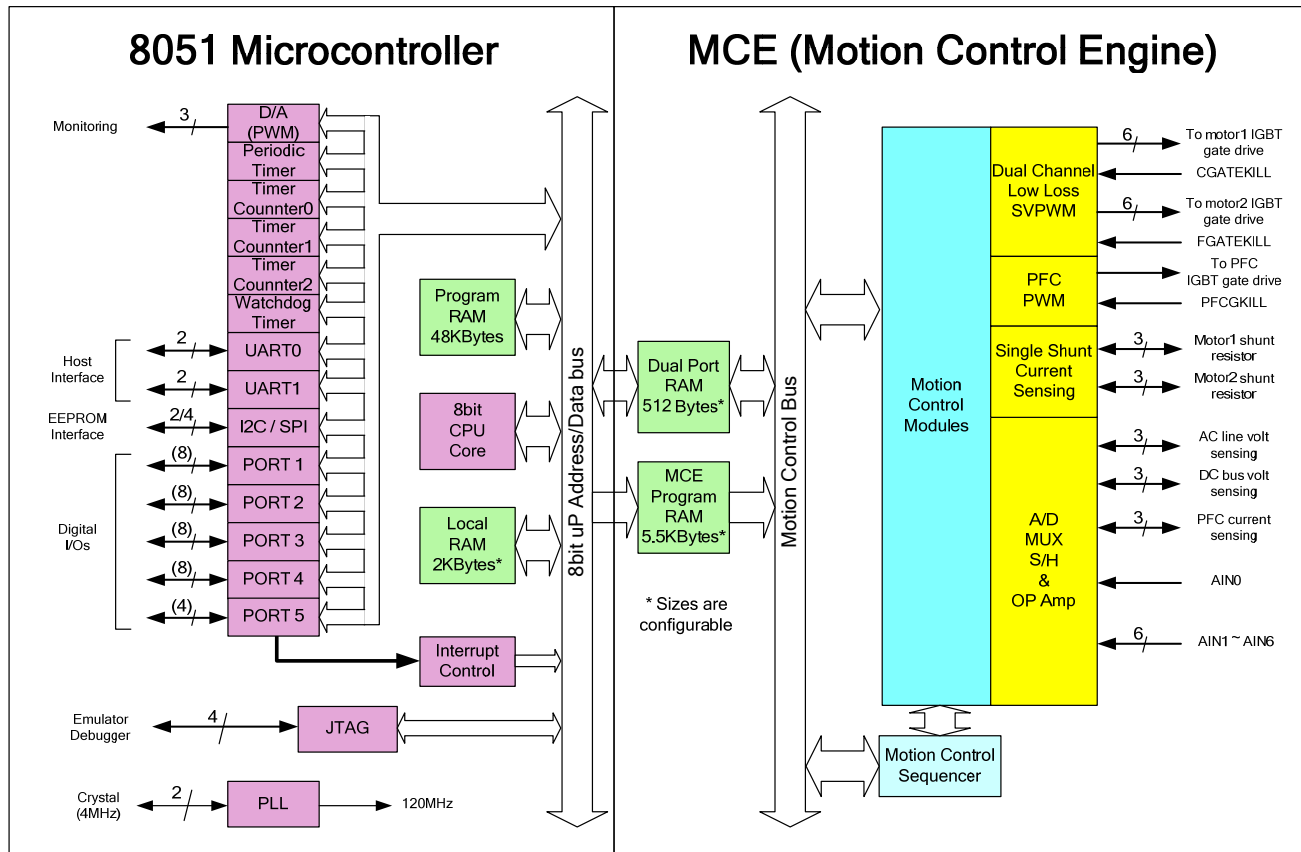 8051 Microcontroller
MCE (Motion Control Engine)
Monitoring
3
D/A
(PWM)
Periodic
Timer
Timer
Counnter0
Timer
Counnter1
Timer
Counnter2
Watchdog
Timer
Host
Interface
2
UART0
2
UART1
EEPROM
Interface
2/4
I2C / SPI
Digital
I/Os
(8)
PORT 1
(8)
PORT 2
(8)
PORT 3
(8)
PORT 4
(4)
PORT 5
Program
RAM
48KBytes
8bit
CPU
Core
Local
RAM
2KBytes*
Interrupt
Control
Emulator
Debugger
4
JTAG
Crystal
(4MHz)
2
PLL
120MHz
8bit uP Address/Data bus
Dual Port
RAM
512 Bytes*
MCE
Program
RAM
5.5KBytes*
* Sizes are
configurable
Motion Control Bus
Motion
Control
Modules
Motion Control
Sequencer
Dual Channel
Low Loss
SVPWM
PFC
PWM
Single Shunt
Current
Sensing
A/D
MUX
S/H
&
OP Amp
6
To motor1 IGBT
gate drive
CGATEKILL
6
To motor2 IGBT
gate drive
FGATEKILL
To PFC
IGBT gate drive
PFCGKILL
3
Motor1 shunt
resistor
3
Motor2 shunt
resistor
3
AC line volt
sensing
3
DC bus volt
sensing
3
PFC current
sensing
AIN0
6
AIN1~AIN6